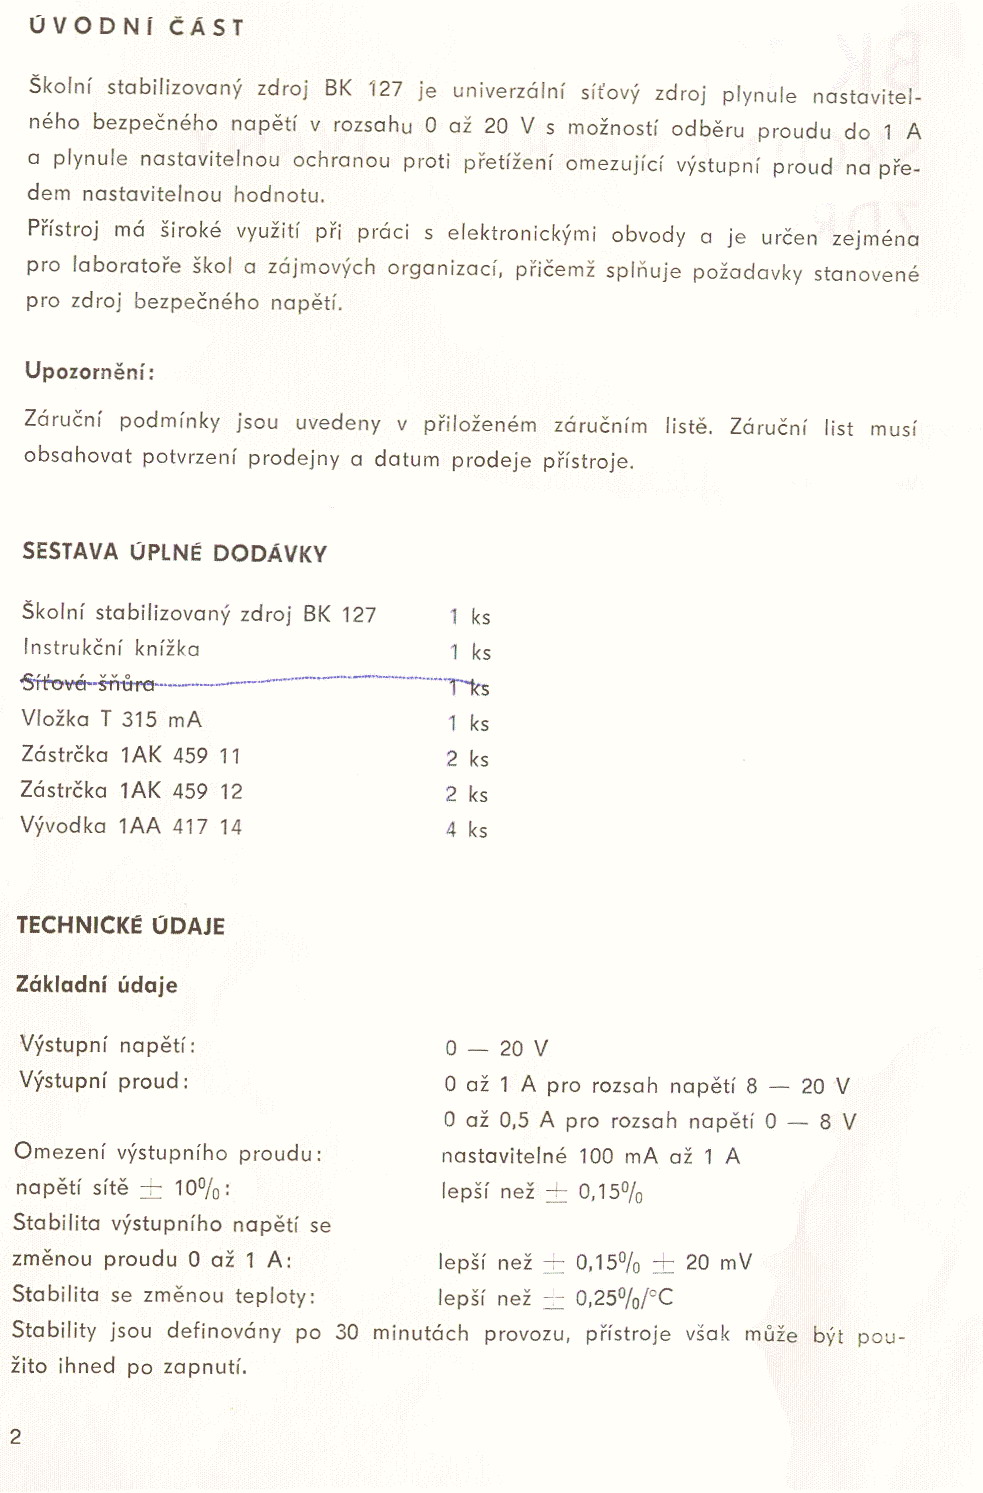 ÚVODNÍ ČÁST
Školní stabilizovaný zdroj BK 127 je univerzální síťový zdroj plynule nastavitel-
ného bezpečného napětí v rozsahu 0 až 20 V s možností odběru proudu do 1 A
a plynule nastavitelnou ochranou proti přetížení omezující výstupní proud na pře-
dem nastavitelnou hodnotu.
Přístroj má široké využití při práci s elektronickými obvody a je určen zejména
pro laboratoře škol a zájmových organizací, přičemž splňuje požadavky stanovené
pro zdroj bezpečného napětí.
Upozornění:
Záruční podmínky jsou uvedeny v přiloženém záručním listě. Záruční list musí
obsahovat potvrzení prodejny a datum prodeje přístroje.
SESTAVA ÚPLNÉ DODÁVKY
Školní stabilizovaný zdroj BK 127 1 ks
Instrukční knížka 1 ks
Síťová šňůra 1 ks
Vložka T 315 mA 1 ks
Zástrčka 1AK 459 11 2 ks
Zástrčka 1AK 459 12 2 ks
Vývodka 1AA 417 14 4 ks
TECHNICKÉ ÚDAJE
Základní údaje
Výstupní napětí: 0 — 20 V
Výstupní proud: 0 až 1 A pro rozsah napětí 8 — 20 V
0 až 0,5 A pro rozsah napětí 0 — 8 V
Omezení výstupního proudu: nastavitelné 100 mA až 1 A
napětí sítě ± 10%: lepší než ± 0,15%
Stabilita výstupního napětí se
změnou proudu 0 až 1 A: lepší než ± 0,15% ± 20 mV
Stabilita se změnou teploty: lepší než ± 0,25%/°C
Stability jsou definovány po 30 minutách provozu, přístroje však může být pou-
žito ihned po zapnutí.
2